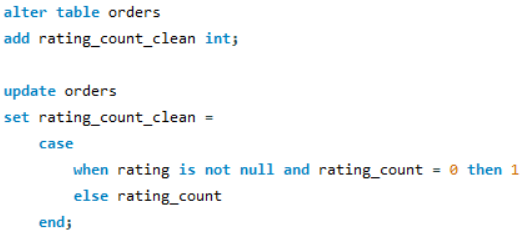 alter table orders
add rating_count_clean int;
update orders
set rating_count_clean =
case
when rating is not null and rating_count = 0 then 1
else rating_count
end;